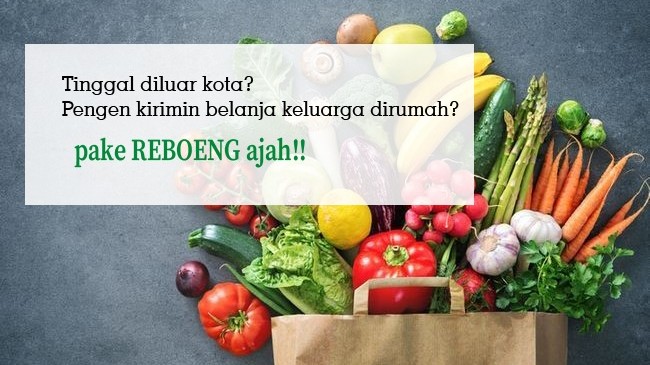 Tinggal diluar kota?
Pengen kirimin belanja keluarga dirumah?
pake REBOENG ajah!!